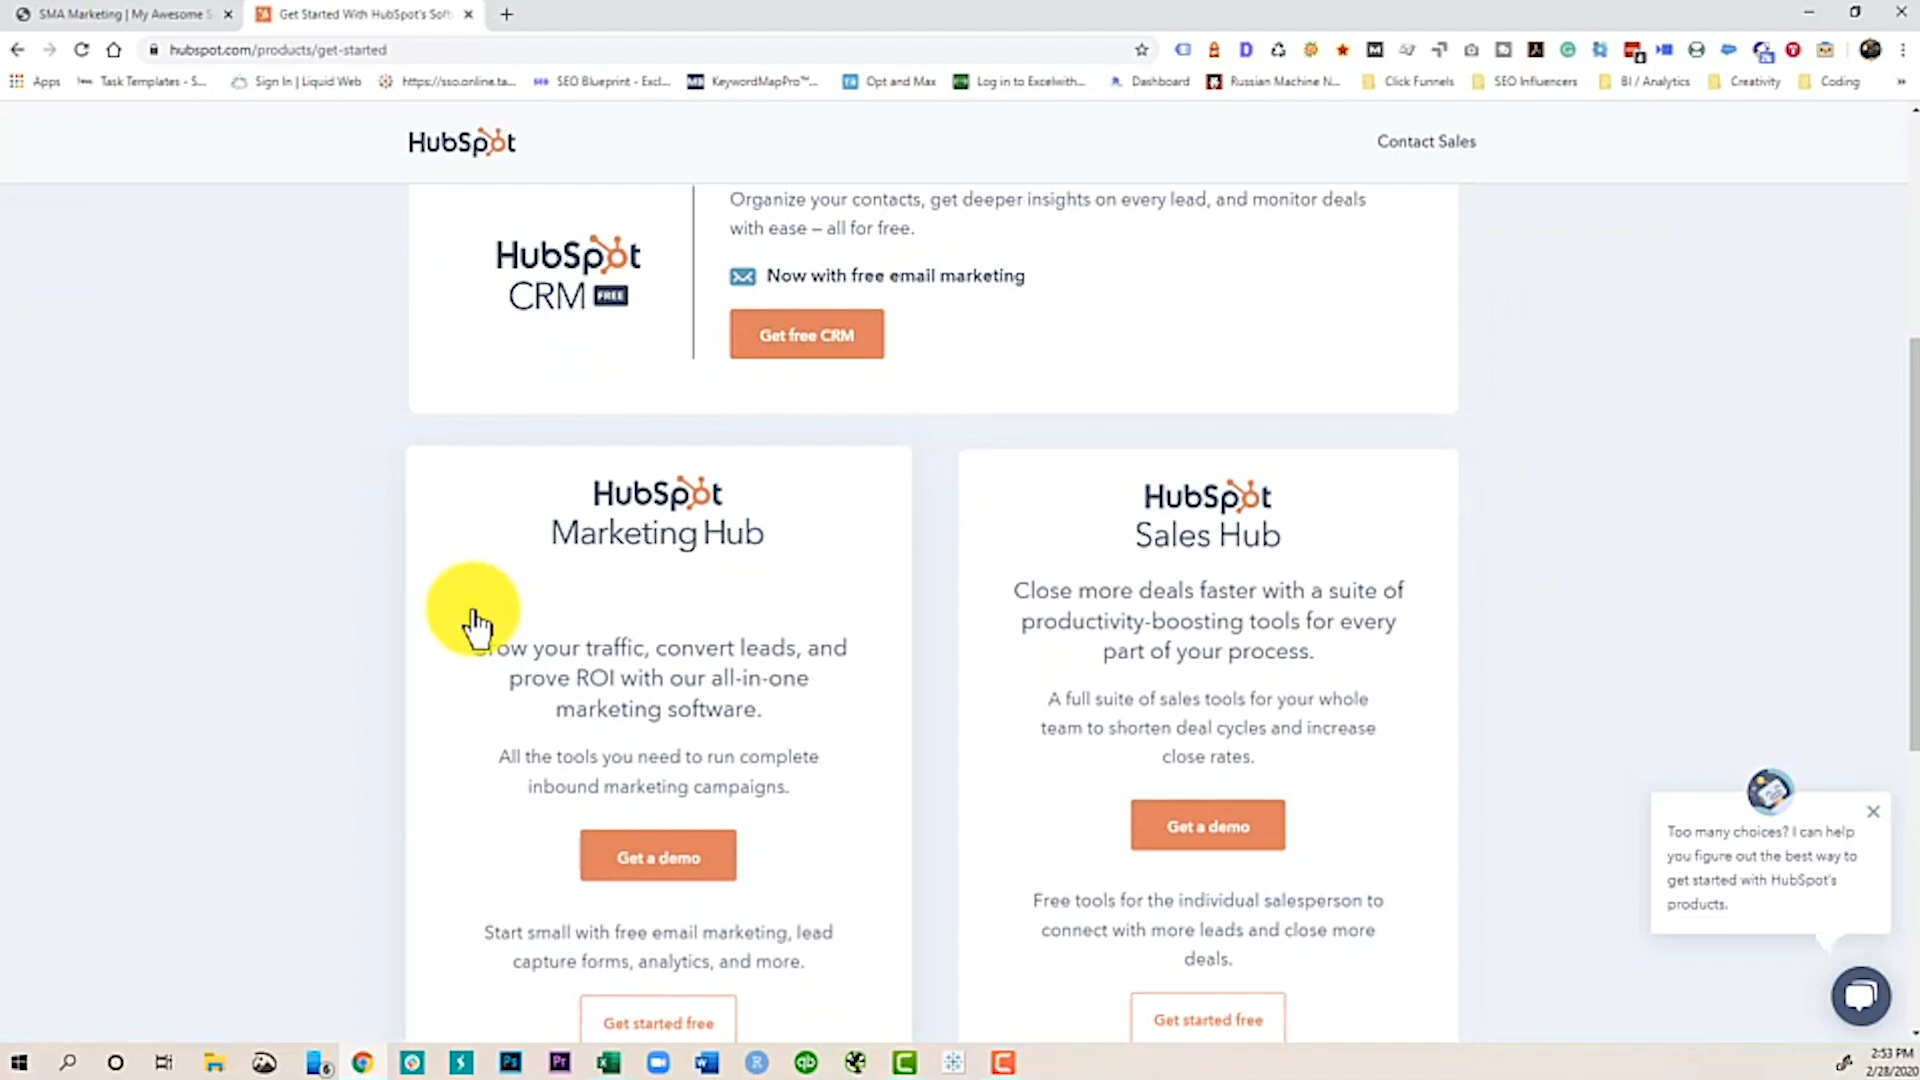 SMA Marketing | My Awesome S
Get Started With HubSpot's Soft
hubspot.com/products/get-started
Apps
Task Templates - S...
Sign In | Liquid Web
https://sso.online.ta...
SEO Blueprint - Excl...
KeywordMapPro™...
Opt and Max
Log in to Excelwith...
Dashboard
Russian Machine N...
Click Funnels
SEO Influencers
BI / Analytics
Creativity
Coding
HubSpot
Contact Sales
HubSpot
CRM FREE
Organize your contacts, get deeper insights on every lead, and monitor deals
with ease – all for free.
Now with free email marketing
Get free CRM
HubSpot
Marketing Hub
ow your traffic, convert leads, and
prove ROI with our all-in-one
marketing software.
All the tools you need to run complete
inbound marketing campaigns.
Get a demo
Start small with free email marketing, lead
capture forms, analytics, and more.
Get started free
HubSpot
Sales Hub
Close more deals faster with a suite of
productivity-boosting tools for every
part of your process.
A full suite of sales tools for your whole
team to shorten deal cycles and increase
close rates.
Get a demo
Free tools for the individual salesperson to
connect with more leads and close more
deals.
Get started free
Too many choices? I can help
you figure out the best way to
get started with HubSpot's
products.
2:53 PM
2/28/2020